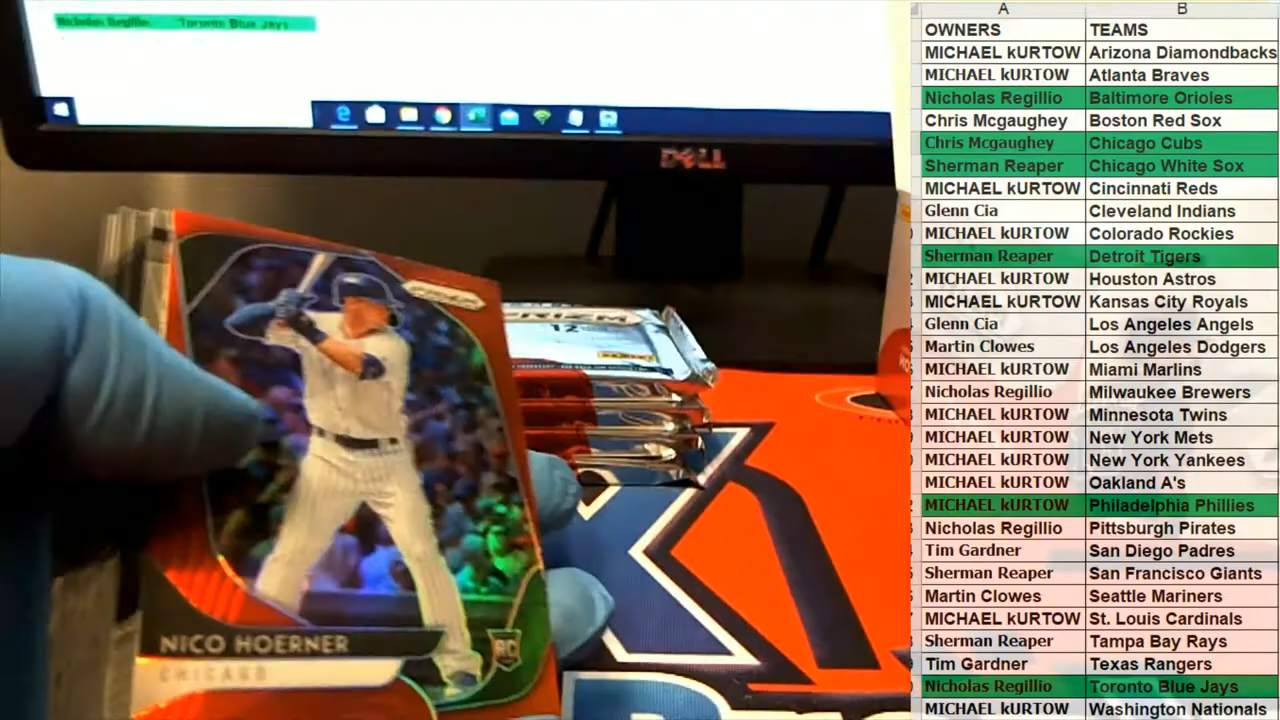 Nicholas Regillio Toronto Blue Jays
DELL
PRIZM
12
NICO HOERNER
RC
CHICAGO
A B
OWNERS TEAMS
MICHAEL kURTOW Arizona Diamondbacks
MICHAEL kURTOW Atlanta Braves
Nicholas Regillio Baltimore Orioles
Chris Mcgaughey Boston Red Sox
Chris Mcgaughey Chicago Cubs
Sherman Reaper Chicago White Sox
MICHAEL kURTOW Cincinnati Reds
Glenn Cia Cleveland Indians
MICHAEL kURTOW Colorado Rockies
Sherman Reaper Detroit Tigers
MICHAEL kURTOW Houston Astros
MICHAEL kURTOW Kansas City Royals
Glenn Cia Los Angeles Angels
Martin Clowes Los Angeles Dodgers
MICHAEL kURTOW Miami Marlins
Nicholas Regillio Milwaukee Brewers
MICHAEL kURTOW Minnesota Twins
MICHAEL kURTOW New York Mets
MICHAEL kURTOW New York Yankees
MICHAEL kURTOW Oakland A's
MICHAEL kURTOW Philadelphia Phillies
Nicholas Regillio Pittsburgh Pirates
Tim Gardner San Diego Padres
Sherman Reaper San Francisco Giants
Martin Clowes Seattle Mariners
MICHAEL kURTOW St. Louis Cardinals
Sherman Reaper Tampa Bay Rays
Tim Gardner Texas Rangers
Nicholas Regillio Toronto Blue Jays
MICHAEL kURTOW Washington Nationals